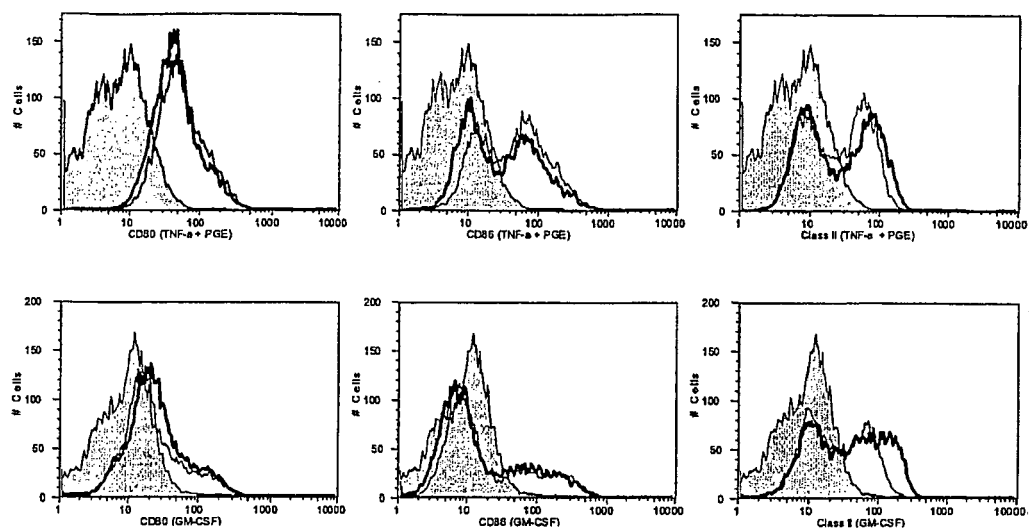 150
100
50
0
# Cells
1 10 100 1000 10000
CD80 (TNF-a + PGE)
150
100
50
0
# Cells
1 10 100 1000 10000
CD86 (TNF-a + PGE)
150
100
50
0
# Cells
1 10 100 1000 10000
Class II (TNF-a + PGE)
200
150
100
50
0
# Cells
1 10 100 1000 10000
CD80 (GM-CSF)
200
150
100
50
0
# Cells
1 10 100 1000 10000
CD86 (GM-CSF)
200
150
100
50
0
# Cells
1 10 100 1000 10000
Class II (GM-CSF)